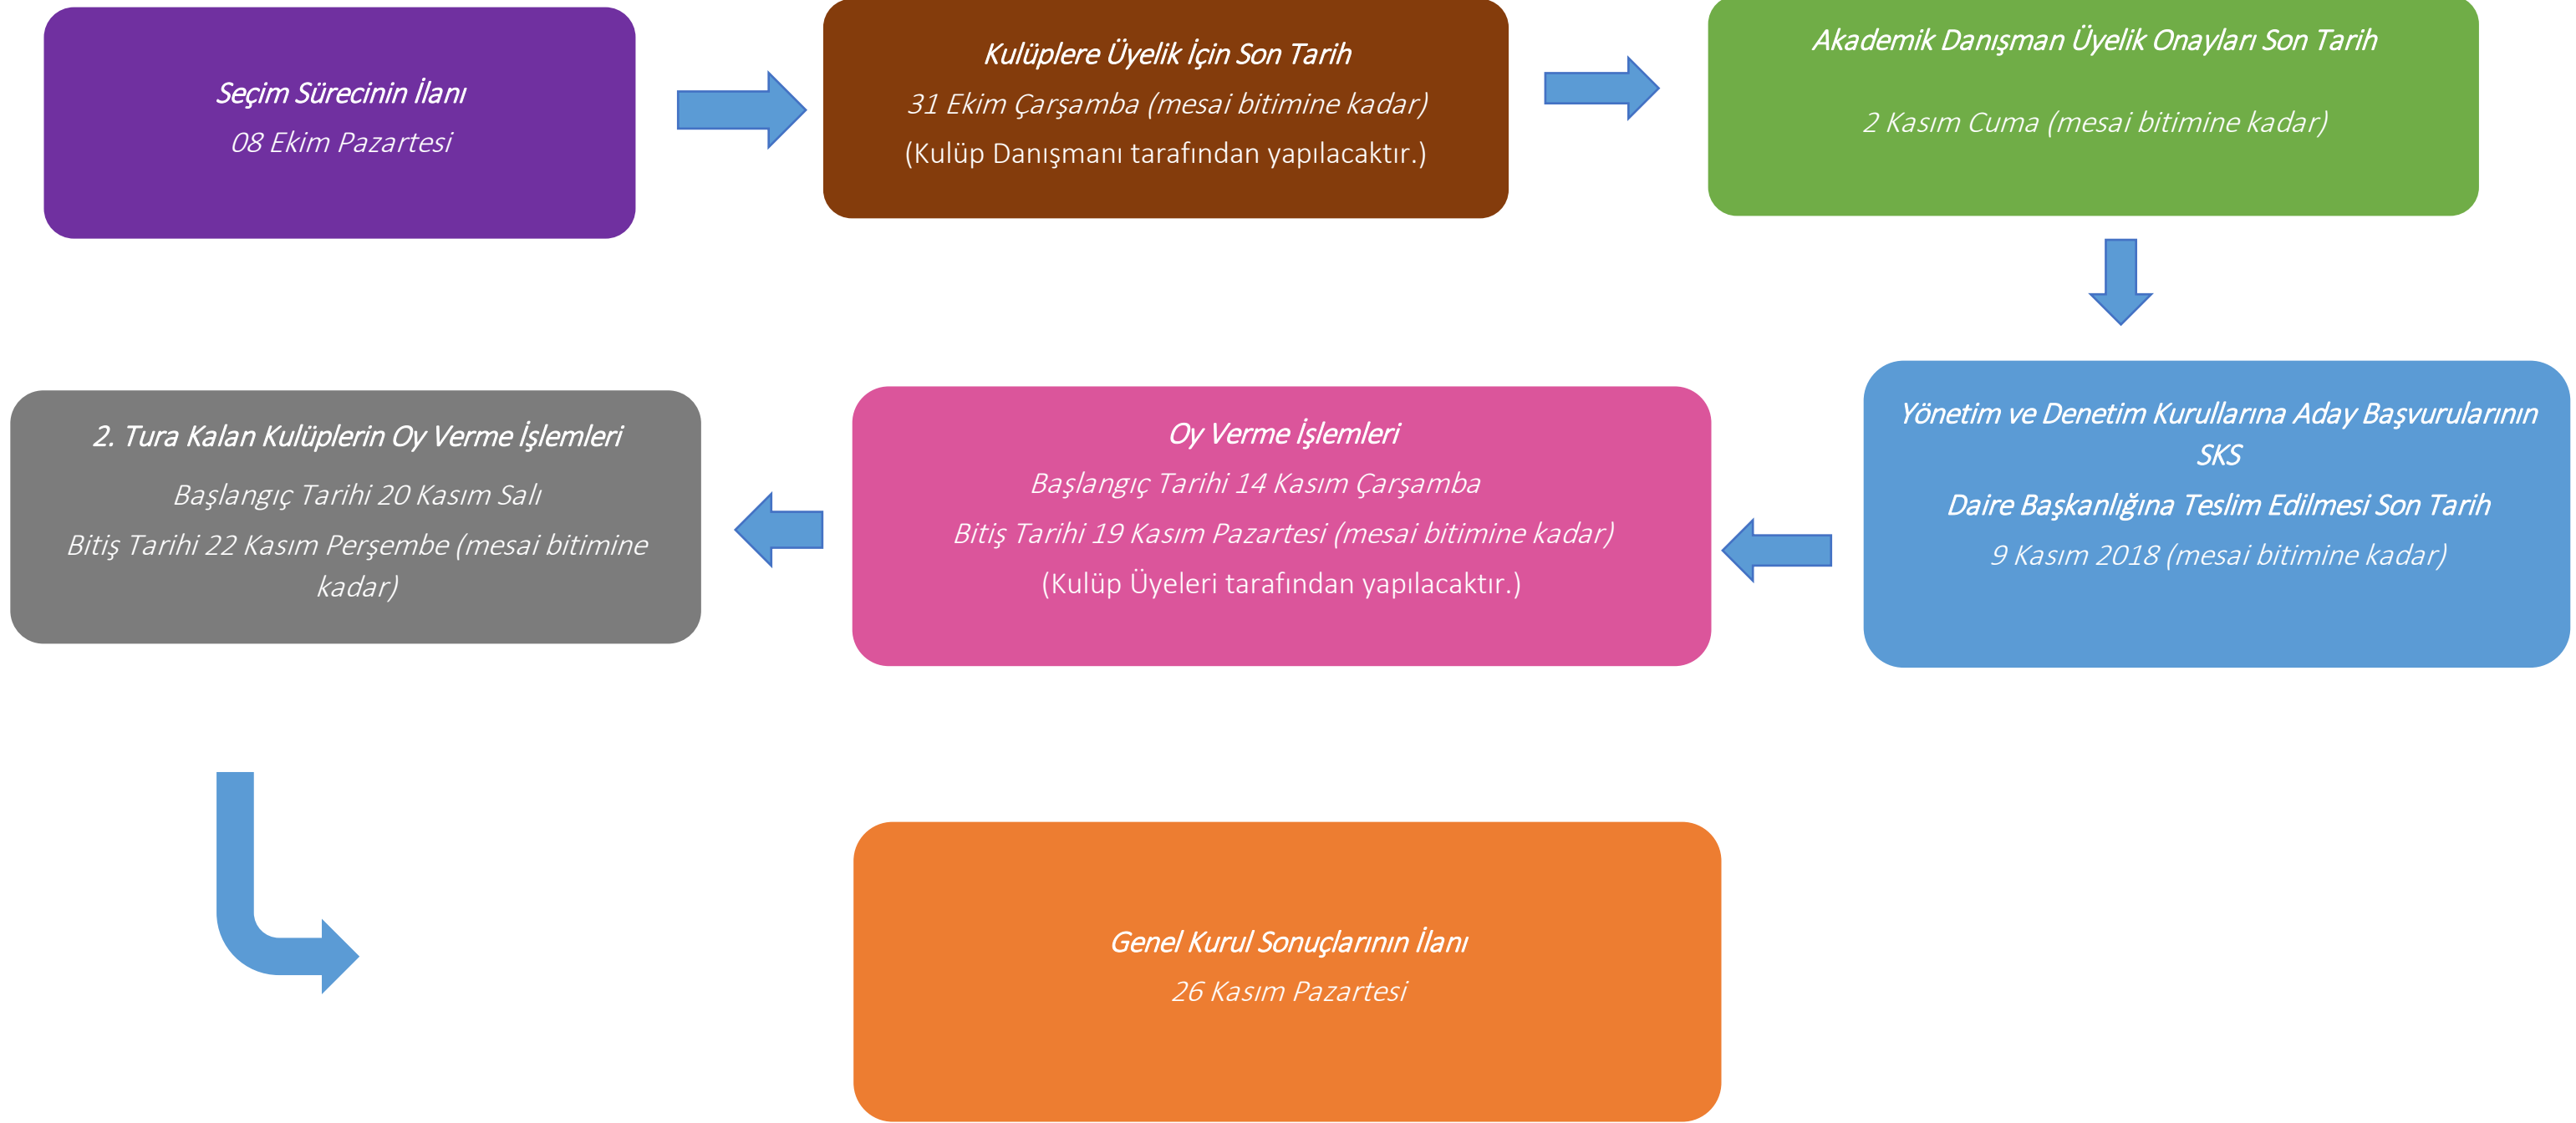 Seçim Sürecinin İlanı
08 Ekim Pazartesi
Kulüplere Üyelik İçin Son Tarih
31 Ekim Çarşamba (mesai bitimine kadar)
(Kulüp Danışmanı tarafından yapılacaktır.)
Akademik Danışman Üyelik Onayları Son Tarih
2 Kasım Cuma (mesai bitimine kadar)
Yönetim ve Denetim Kurullarına Aday Başvurularının
SKS
Daire Başkanlığına Teslim Edilmesi Son Tarih
9 Kasım 2018 (mesai bitimine kadar)
Oy Verme İşlemleri
Başlangıç Tarihi 14 Kasım Çarşamba
Bitiş Tarihi 19 Kasım Pazartesi (mesai bitimine kadar)
(Kulüp Üyeleri tarafından yapılacaktır.)
2. Tura Kalan Kulüplerin Oy Verme İşlemleri
Başlangıç Tarihi 20 Kasım Salı
Bitiş Tarihi 22 Kasım Perşembe (mesai bitimine
kadar)
Genel Kurul Sonuçlarının İlanı
26 Kasım Pazartesi